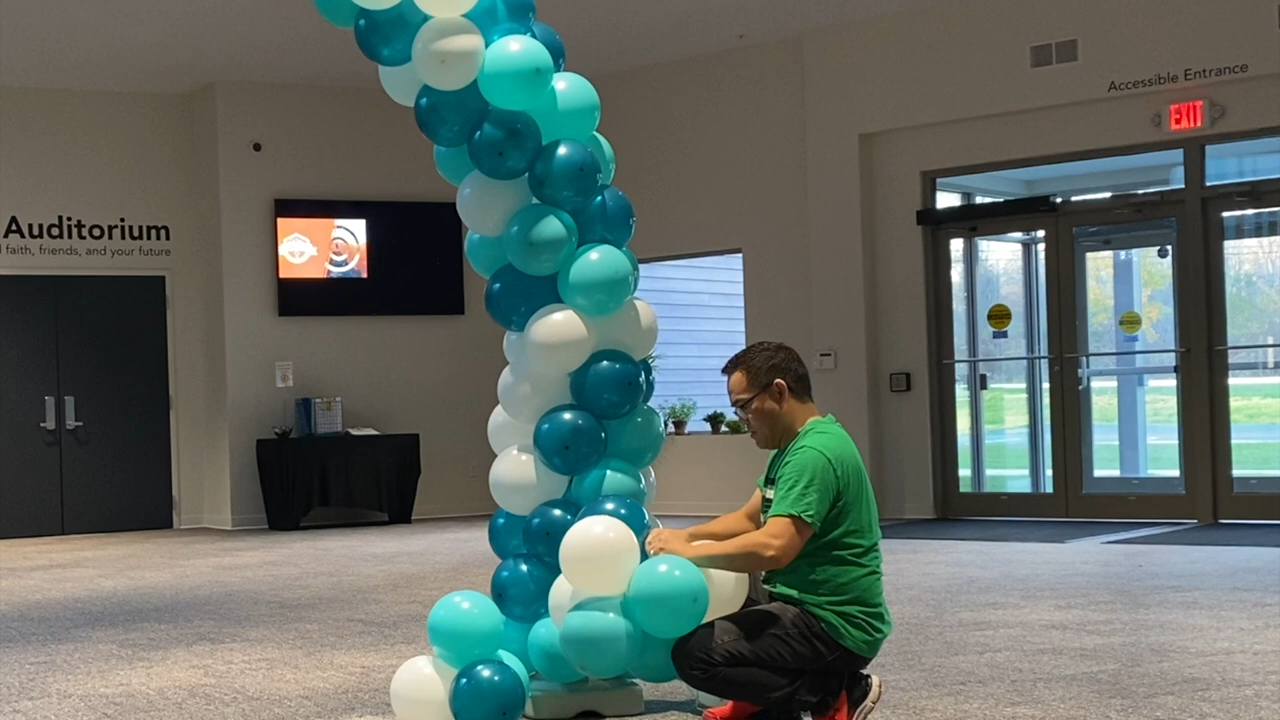 Accessible Entrance
EXIT
Auditorium
faith, friends, and your future